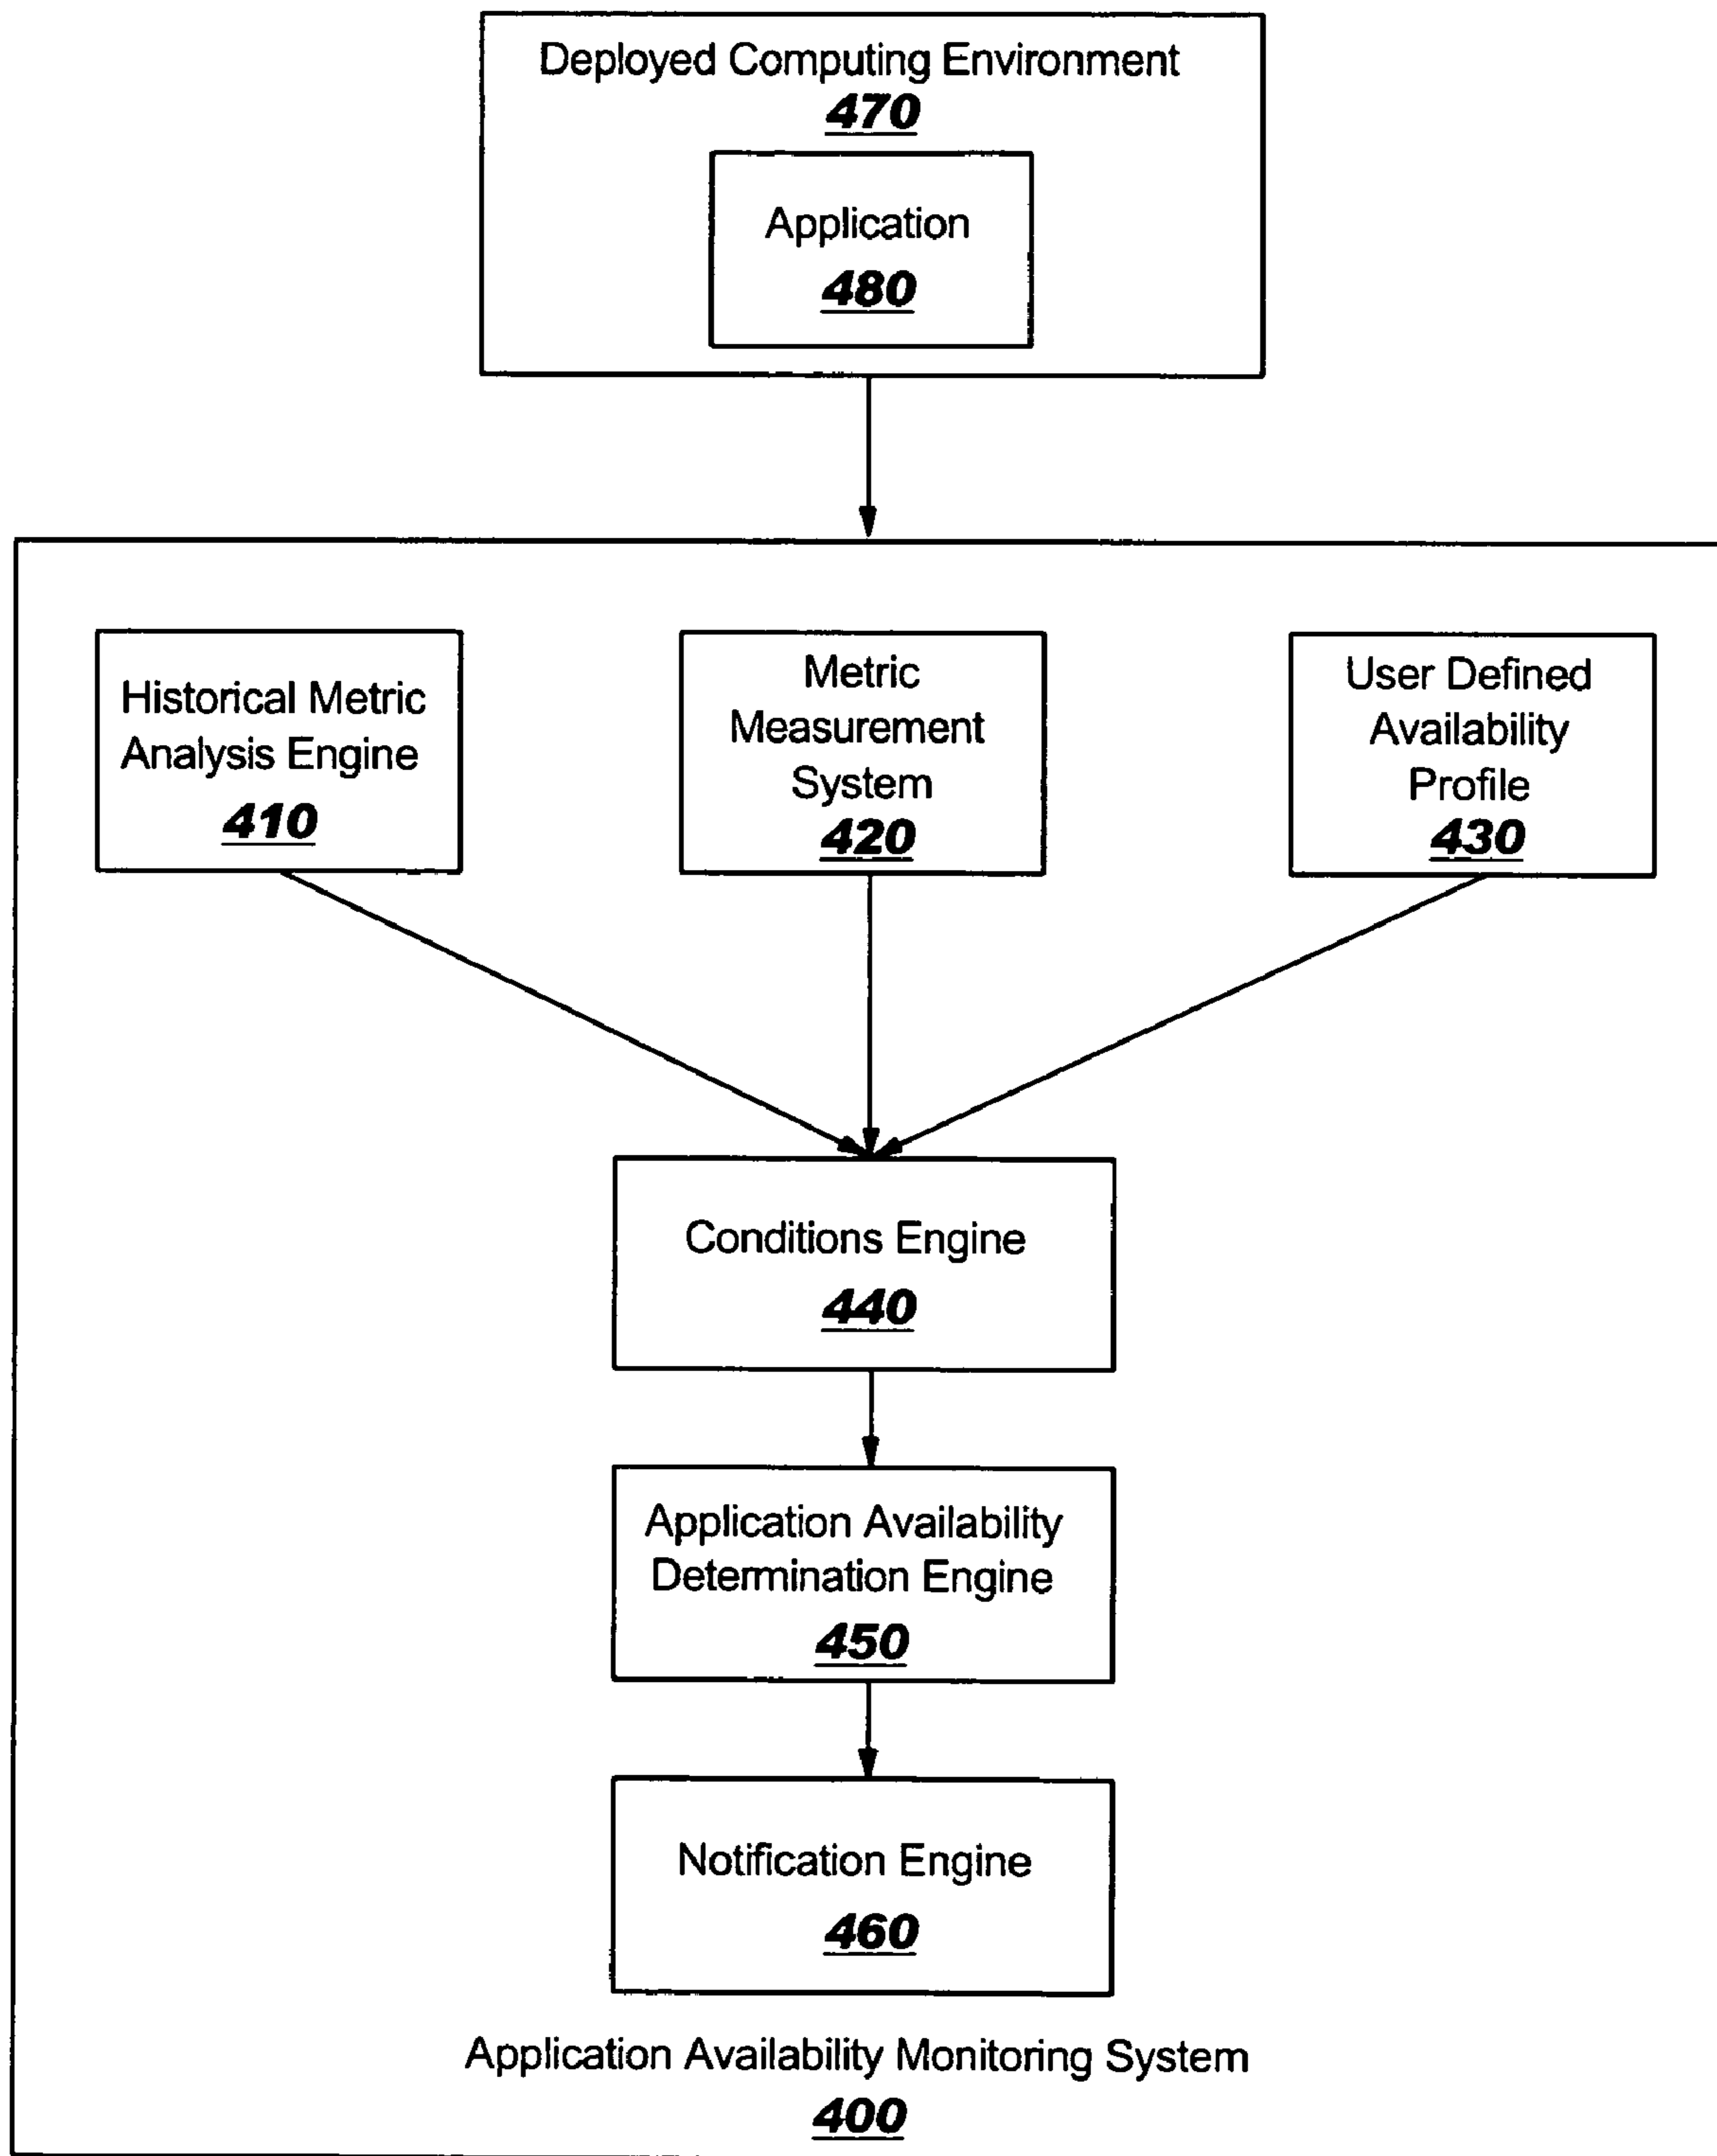 Deployed Computing Environment
470
Application
480
Historical Metric
Analysis Engine
410
Metric
Measurement
System
420
User Defined
Availability
Profile
430
Conditions Engine
440
Application Availability
Determination Engine
450
Notification Engine
460
Application Availability Monitoring System
400